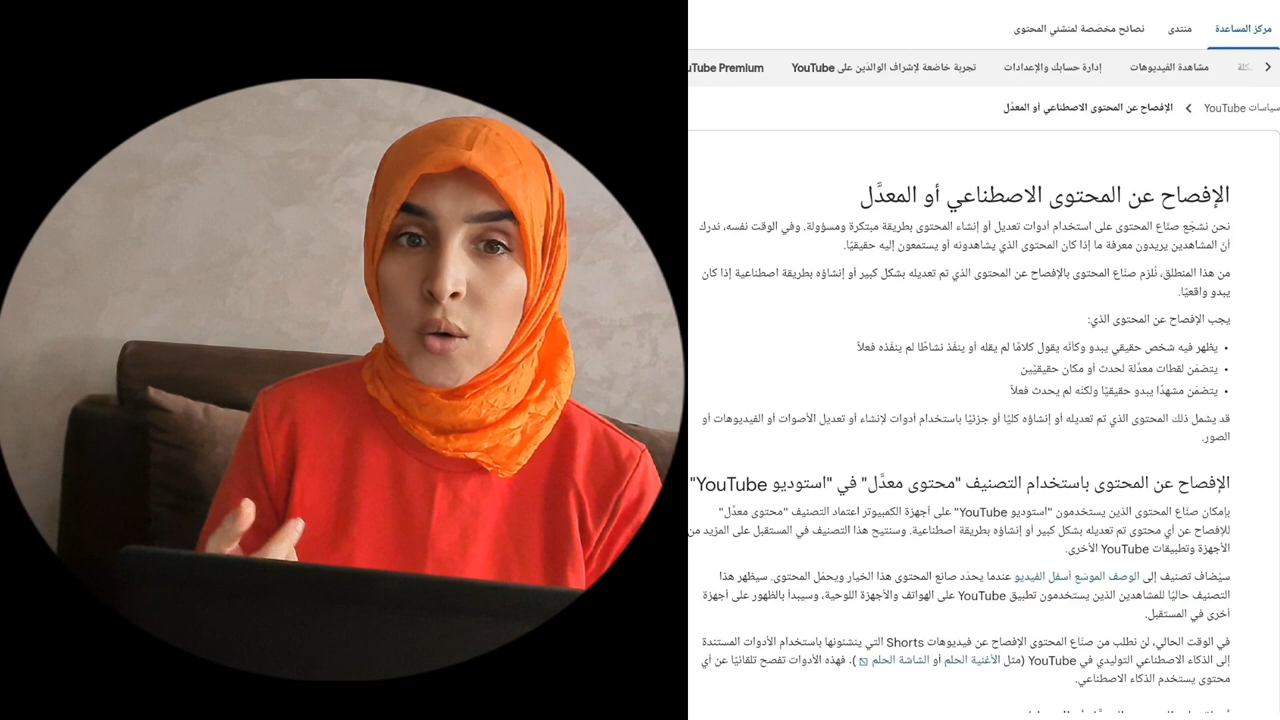 مركز المساعدة منتدى نصائح مخصّصة لمنشئي المحتوى
مشاهدة الفيديوهات إدارة حسابك والإعدادات تجربة خاضعة لإشراف الوالدَين على YouTube uTube Premium
سياسات YouTube الإفصاح عن المحتوى الاصطناعي أو المعدَّل
الإفصاح عن المحتوى الاصطناعي أو المعدَّل
نحن نشجّع صنّاع المحتوى على استخدام أدوات تعديل أو إنشاء المحتوى بطريقة مبتكرة ومسؤولة. وفي الوقت نفسه، ندرك
أنّ المشاهدين يريدون معرفة ما إذا كان المحتوى الذي يشاهدونه أو يستمعون إليه حقيقيًا.
من هذا المنطلق، نُلزم صنّاع المحتوى بالإفصاح عن المحتوى الذي تم تعديله بشكل كبير أو إنشاؤه بطريقة اصطناعية إذا كان
يبدو واقعيًا.
يجب الإفصاح عن المحتوى الذي:
• يظهر فيه شخص حقيقي يبدو وكأنّه يقول كلامًا لم يقله أو ينفّذ نشاطًا لم ينفّذه فعلاً
• يتضمّن لقطات معدَّلة لحدث أو مكان حقيقيَّين
• يتضمّن مشهدًا يبدو حقيقيًا ولكنّه لم يحدث فعلاً
قد يشمل ذلك المحتوى الذي تم تعديله أو إنشاؤه كليًا أو جزئيًا باستخدام أدوات لإنشاء أو تعديل الأصوات أو الفيديوهات أو
الصور.
الإفصاح عن المحتوى باستخدام التصنيف "محتوى معدَّل" في "استوديو YouTube"
بإمكان صنّاع المحتوى الذين يستخدمون "استوديو YouTube" على أجهزة الكمبيوتر اعتماد التصنيف "محتوى معدَّل"
للإفصاح عن أي محتوى تم تعديله بشكل كبير أو إنشاؤه بطريقة اصطناعية. وسنتيح هذا التصنيف في المستقبل على المزيد من
الأجهزة وتطبيقات YouTube الأخرى.
سيُضاف تصنيف إلى الوصف الموسّع أسفل الفيديو عندما يحدّد صانع المحتوى هذا الخيار ويحمّل المحتوى. سيظهر هذا
التصنيف حاليًا للمشاهدين الذين يستخدمون تطبيق YouTube على الهواتف والأجهزة اللوحية، وسيبدأ بالظهور على أجهزة
أخرى في المستقبل.
في الوقت الحالي، لن نطلب من صنّاع المحتوى الإفصاح عن فيديوهات Shorts التي ينشئونها باستخدام الأدوات المستندة
إلى الذكاء الاصطناعي التوليدي في YouTube (مثل الأغنية الحلم أو الشاشة الحلم). فهذه الأدوات تفصح تلقائيًا عن أي
محتوى يستخدم الذكاء الاصطناعي.